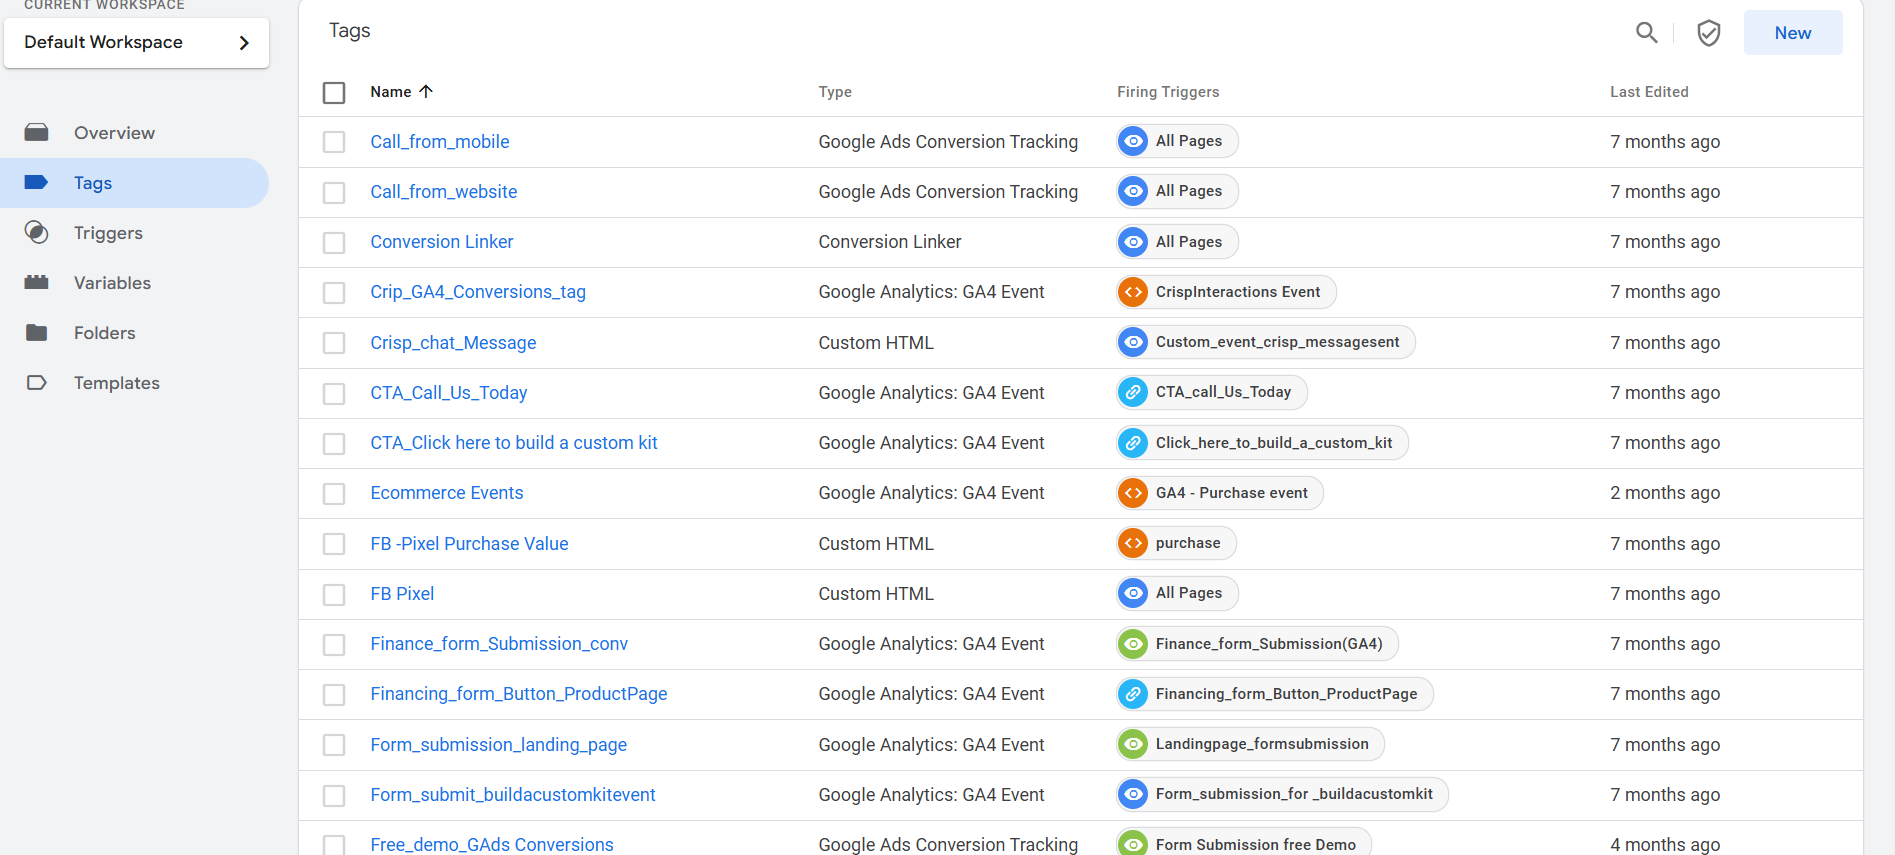 CURRENT WORKSPACE
Default Workspace
Overview
Tags
Triggers
Variables
Folders
Templates
Tags
New
Name Type Firing Triggers Last Edited
Call_from_mobile Google Ads Conversion Tracking All Pages 7 months ago
Call_from_website Google Ads Conversion Tracking All Pages 7 months ago
Conversion Linker Conversion Linker All Pages 7 months ago
Crip_GA4_Conversions_tag Google Analytics: GA4 Event CrispInteractions Event 7 months ago
Crisp_chat_Message Custom HTML Custom_event_crisp_messagesent 7 months ago
CTA_Call_Us_Today Google Analytics: GA4 Event CTA_call_Us_Today 7 months ago
CTA_Click here to build a custom kit Google Analytics: GA4 Event Click_here_to_build_a_custom_kit 7 months ago
Ecommerce Events Google Analytics: GA4 Event GA4 - Purchase event 2 months ago
FB -Pixel Purchase Value Custom HTML purchase 7 months ago
FB Pixel Custom HTML All Pages 7 months ago
Finance_form_Submission_conv Google Analytics: GA4 Event Finance_form_Submission(GA4) 7 months ago
Financing_form_Button_ProductPage Google Analytics: GA4 Event Financing_form_Button_ProductPage 7 months ago
Form_submission_landing_page Google Analytics: GA4 Event Landingpage_formsubmission 7 months ago
Form_submit_buildacustomkitevent Google Analytics: GA4 Event Form_submission_for _buildacustomkit 7 months ago
Free_demo_GAds Conversions Google Ads Conversion Tracking Form Submission free Demo 4 months ago